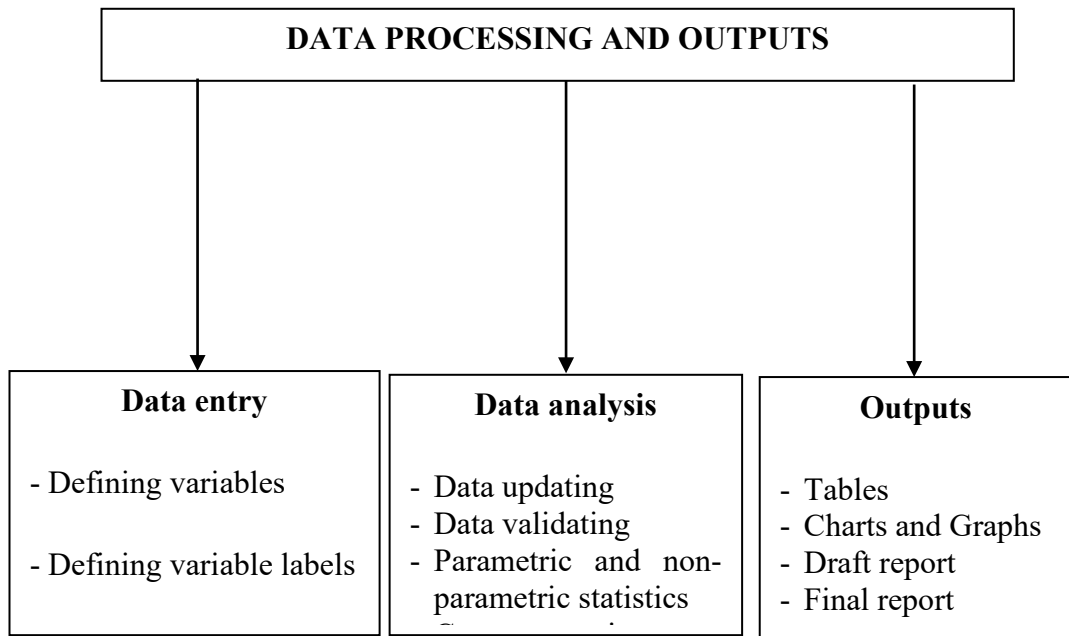 DATA PROCESSING AND OUTPUTS
Data entry
- Defining variables
- Defining variable labels
Data analysis
- Data updating
- Data validating
- Parametric and non-
parametric statistics
Outputs
- Tables
- Charts and Graphs
- Draft report
- Final report